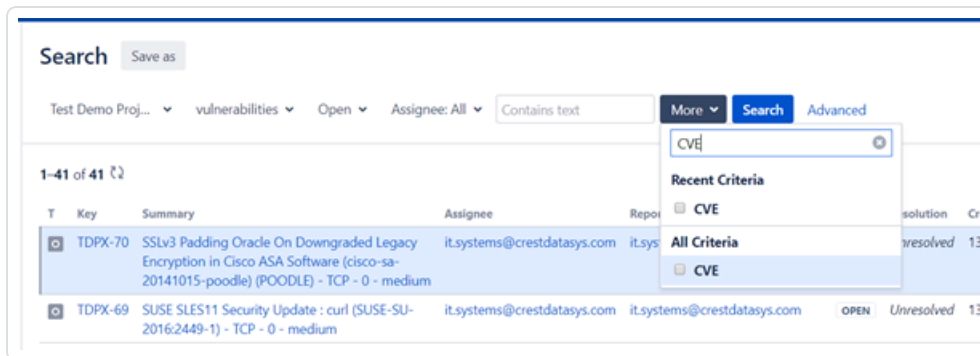 Search Save as
Test Demo Proj... vulnerabilities Open Assignee: All Contains text More Search Advanced
CVE
1–41 of 41
Recent Criteria
CVE
All Criteria
CVE
T Key Summary Assignee Repor solution Cr
TDPX-70 SSLv3 Padding Oracle On Downgraded Legacy it.systems@crestdatasys.com it.sys nresolved 13
Encryption in Cisco ASA Software (cisco-sa-
20141015-poodle) (POODLE) - TCP - 0 - medium
TDPX-69 SUSE SLES11 Security Update : curl (SUSE-SU- it.systems@crestdatasys.com it.systems@crestdatasys.com OPEN Unresolved 13
2016:2449-1) - TCP - 0 - medium